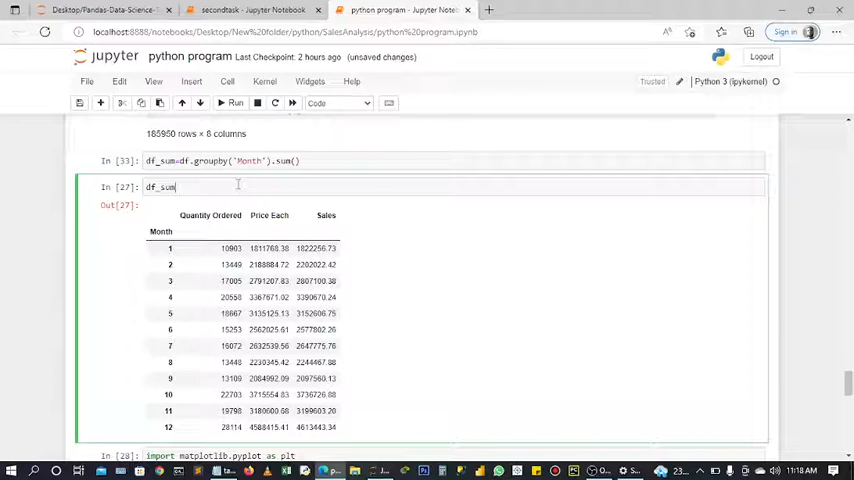 Desktop/Pandas-Data-Science-T
secondtask - Jupyter Notebook
python program - Jupyter Noteb
localhost:8888/notebooks/Desktop/New%20folder/python/SalesAnalysis/python%20program.ipynb
Sign in
jupyter python program Last Checkpoint: 2 hours ago (unsaved changes)
Logout
File Edit View Insert Cell Kernel Widgets Help
Trusted Python 3 (ipykernel)
Run Code
185950 rows × 8 columns
In [33]: df_sum=df.groupby('Month').sum()
In [27]: df_sum
Out[27]:
Quantity Ordered Price Each Sales
Month
1 10903 1811768.38 1822256.73
2 13449 2188884.72 2202022.42
3 17005 2791207.83 2807100.38
4 20558 3367671.02 3390670.24
5 18667 3135125.13 3152606.75
6 15253 2562025.61 2577802.26
7 16072 2632539.56 2647775.76
8 13448 2230345.42 2244467.88
9 13109 2084992.09 2097560.13
10 22703 3715554.83 3736726.88
11 19798 3180600.68 3199603.20
12 28114 4588415.41 4613443.34
In [28]: import matplotlib.pyplot as plt
11:18 AM